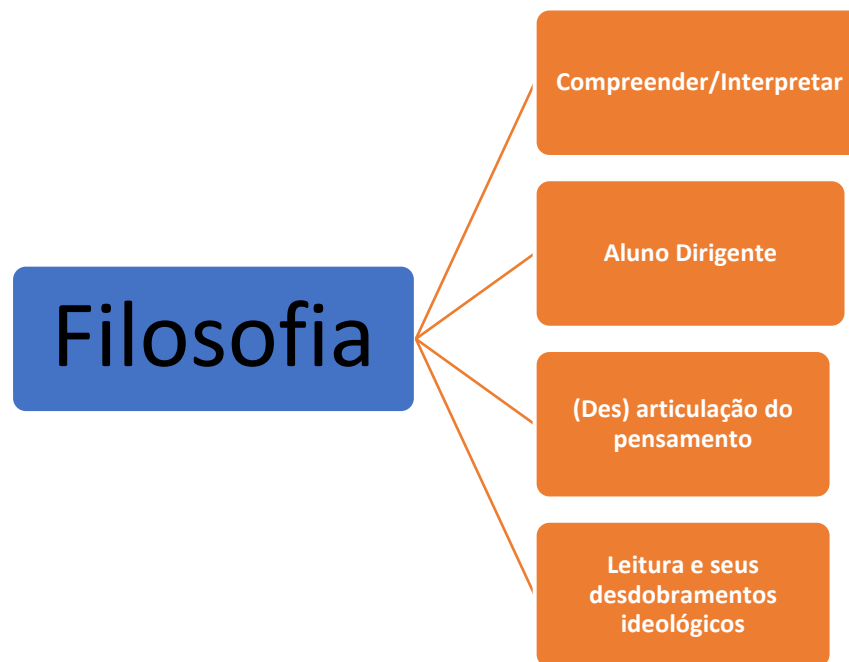 Filosofia
Compreender/Interpretar
Aluno Dirigente
(Des) articulação do
pensamento
Leitura e seus
desdobramentos
ideológicos